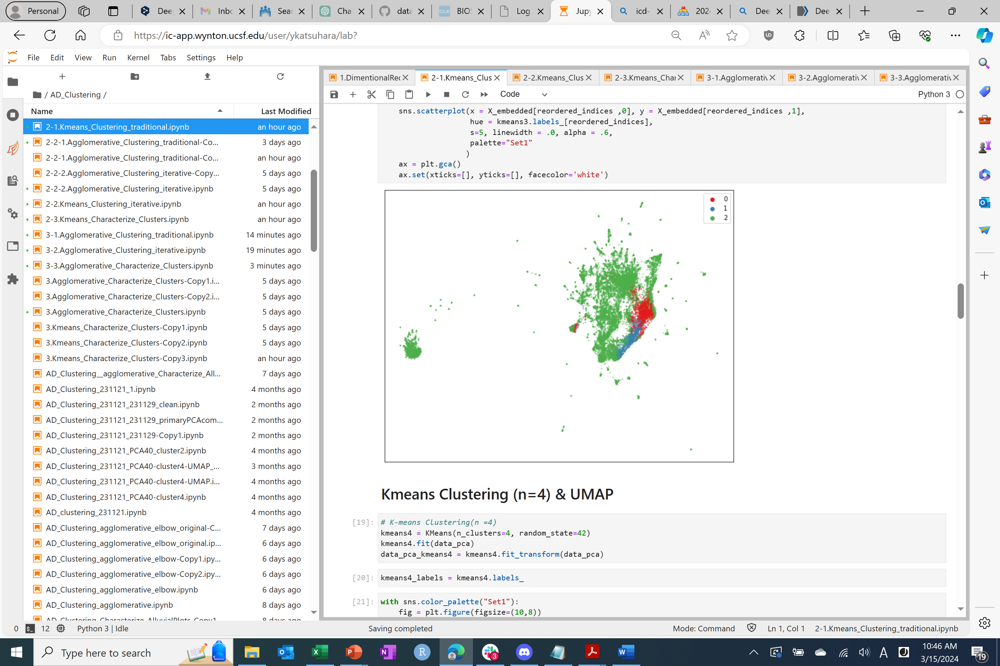 Personal
Dee
Inbc
Sear
Cha
data
BIO
Log
Jupy
icd-
202
Dee
Dee
https://ic-app.wynton.ucsf.edu/user/ykatsuhara/lab?
File Edit View Run Kernel Tabs Settings Help
/ AD_Clustering /
Name Last Modified
2-1.Kmeans_Clustering_traditional.ipynb an hour ago
2-2-1.Agglomerative_Clustering_traditional-Co... 3 days ago
2-2-1.Agglomerative_Clustering_traditional-Co... an hour ago
2-2-2.Agglomerative_Clustering_iterative-Copy... 5 days ago
2-2-2.Agglomerative_Clustering_iterative.ipynb 5 days ago
2-2.Kmeans_Clustering_iterative.ipynb an hour ago
2-3.Kmeans_Characterize_Clusters.ipynb an hour ago
3-1.Agglomerative_Clustering_traditional.ipynb 14 minutes ago
3-2.Agglomerative_Clustering_iterative.ipynb 19 minutes ago
3-3.Agglomerative_Characterize_Clusters.ipynb 3 minutes ago
3.Agglomerative_Characterize_Clusters-Copy1.i... 5 days ago
3.Agglomerative_Characterize_Clusters-Copy2.i... 5 days ago
3.Agglomerative_Characterize_Clusters.ipynb 5 days ago
3.Kmeans_Characterize_Clusters-Copy1.ipynb 5 days ago
3.Kmeans_Characterize_Clusters-Copy2.ipynb 5 days ago
3.Kmeans_Characterize_Clusters-Copy3.ipynb an hour ago
AD_Clustering__agglomerative_Characterize_All... 7 days ago
AD_Clustering_231121_1.ipynb 4 months ago
AD_Clustering_231121_231129_clean.ipynb 2 months ago
AD_Clustering_231121_231129_primaryPCAcom... 2 months ago
AD_Clustering_231121_231129-Copy1.ipynb 2 months ago
AD_Clustering_231121_PCA40_cluster2.ipynb 4 months ago
AD_Clustering_231121_PCA40-cluster4-UMAP_... 3 months ago
AD_Clustering_231121_PCA40-cluster4-UMAP.i... 4 months ago
AD_Clustering_231121_PCA40-cluster4.ipynb 4 months ago
AD_clustering_231121.ipynb 4 months ago
AD_Clustering_agglomerative_elbow_original-C... 7 days ago
AD_Clustering_agglomerative_elbow_original.ip... 6 days ago
AD_Clustering_agglomerative_elbow-Copy1.ipy... 6 days ago
AD_Clustering_agglomerative_elbow-Copy2.ipy... 6 days ago
AD_Clustering_agglomerative_elbow.ipynb 6 days ago
AD_Clustering_agglomerative.ipynb 8 days ago
AD_Clustering_Characterize_AlluvialPlots-Copy1 8 days ago
1.DimentionalRec
2-1.Kmeans_Clus
2-2.Kmeans_Clus
2-3.Kmeans_Char
3-1.Agglomerativ
3-2.Agglomerativ
3-3.Agglomerativ
Code
Python 3
sns.scatterplot(x = X_embedded[reordered_indices ,0], y = X_embedded[reordered_indices ,1],
hue = kmeans3.labels_[reordered_indices],
s=5, linewidth = .0, alpha = .6,
palette="Set1"
)
ax = plt.gca()
ax.set(xticks=[], yticks=[], facecolor='white')
0
1
2
Kmeans Clustering (n=4) & UMAP
[19]: # K-means Clustering(n =4)
kmeans4 = KMeans(n_clusters=4, random_state=42)
kmeans4.fit(data_pca)
data_pca_kmeans4 = kmeans4.fit_transform(data_pca)
[20]: kmeans4_labels = kmeans4.labels_
[21]: with sns.color_palette("Set1"):
fig = plt.figure(figsize=(10,8))
0 12 Python 3 | Idle Saving completed Mode: Command Ln 1, Col 1 2-1.Kmeans_Clustering_traditional.ipynb
Type here to search
3
10:46 AM
3/15/2024
19